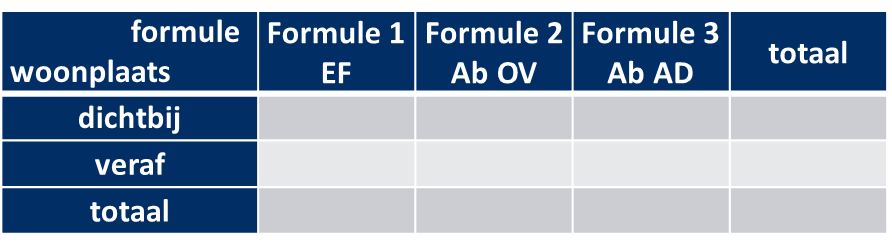 formule
woonplaats
Formule 1
EF
Formule 2
Ab OV
Formule 3
Ab AD
totaal
dichtbij
veraf
totaal